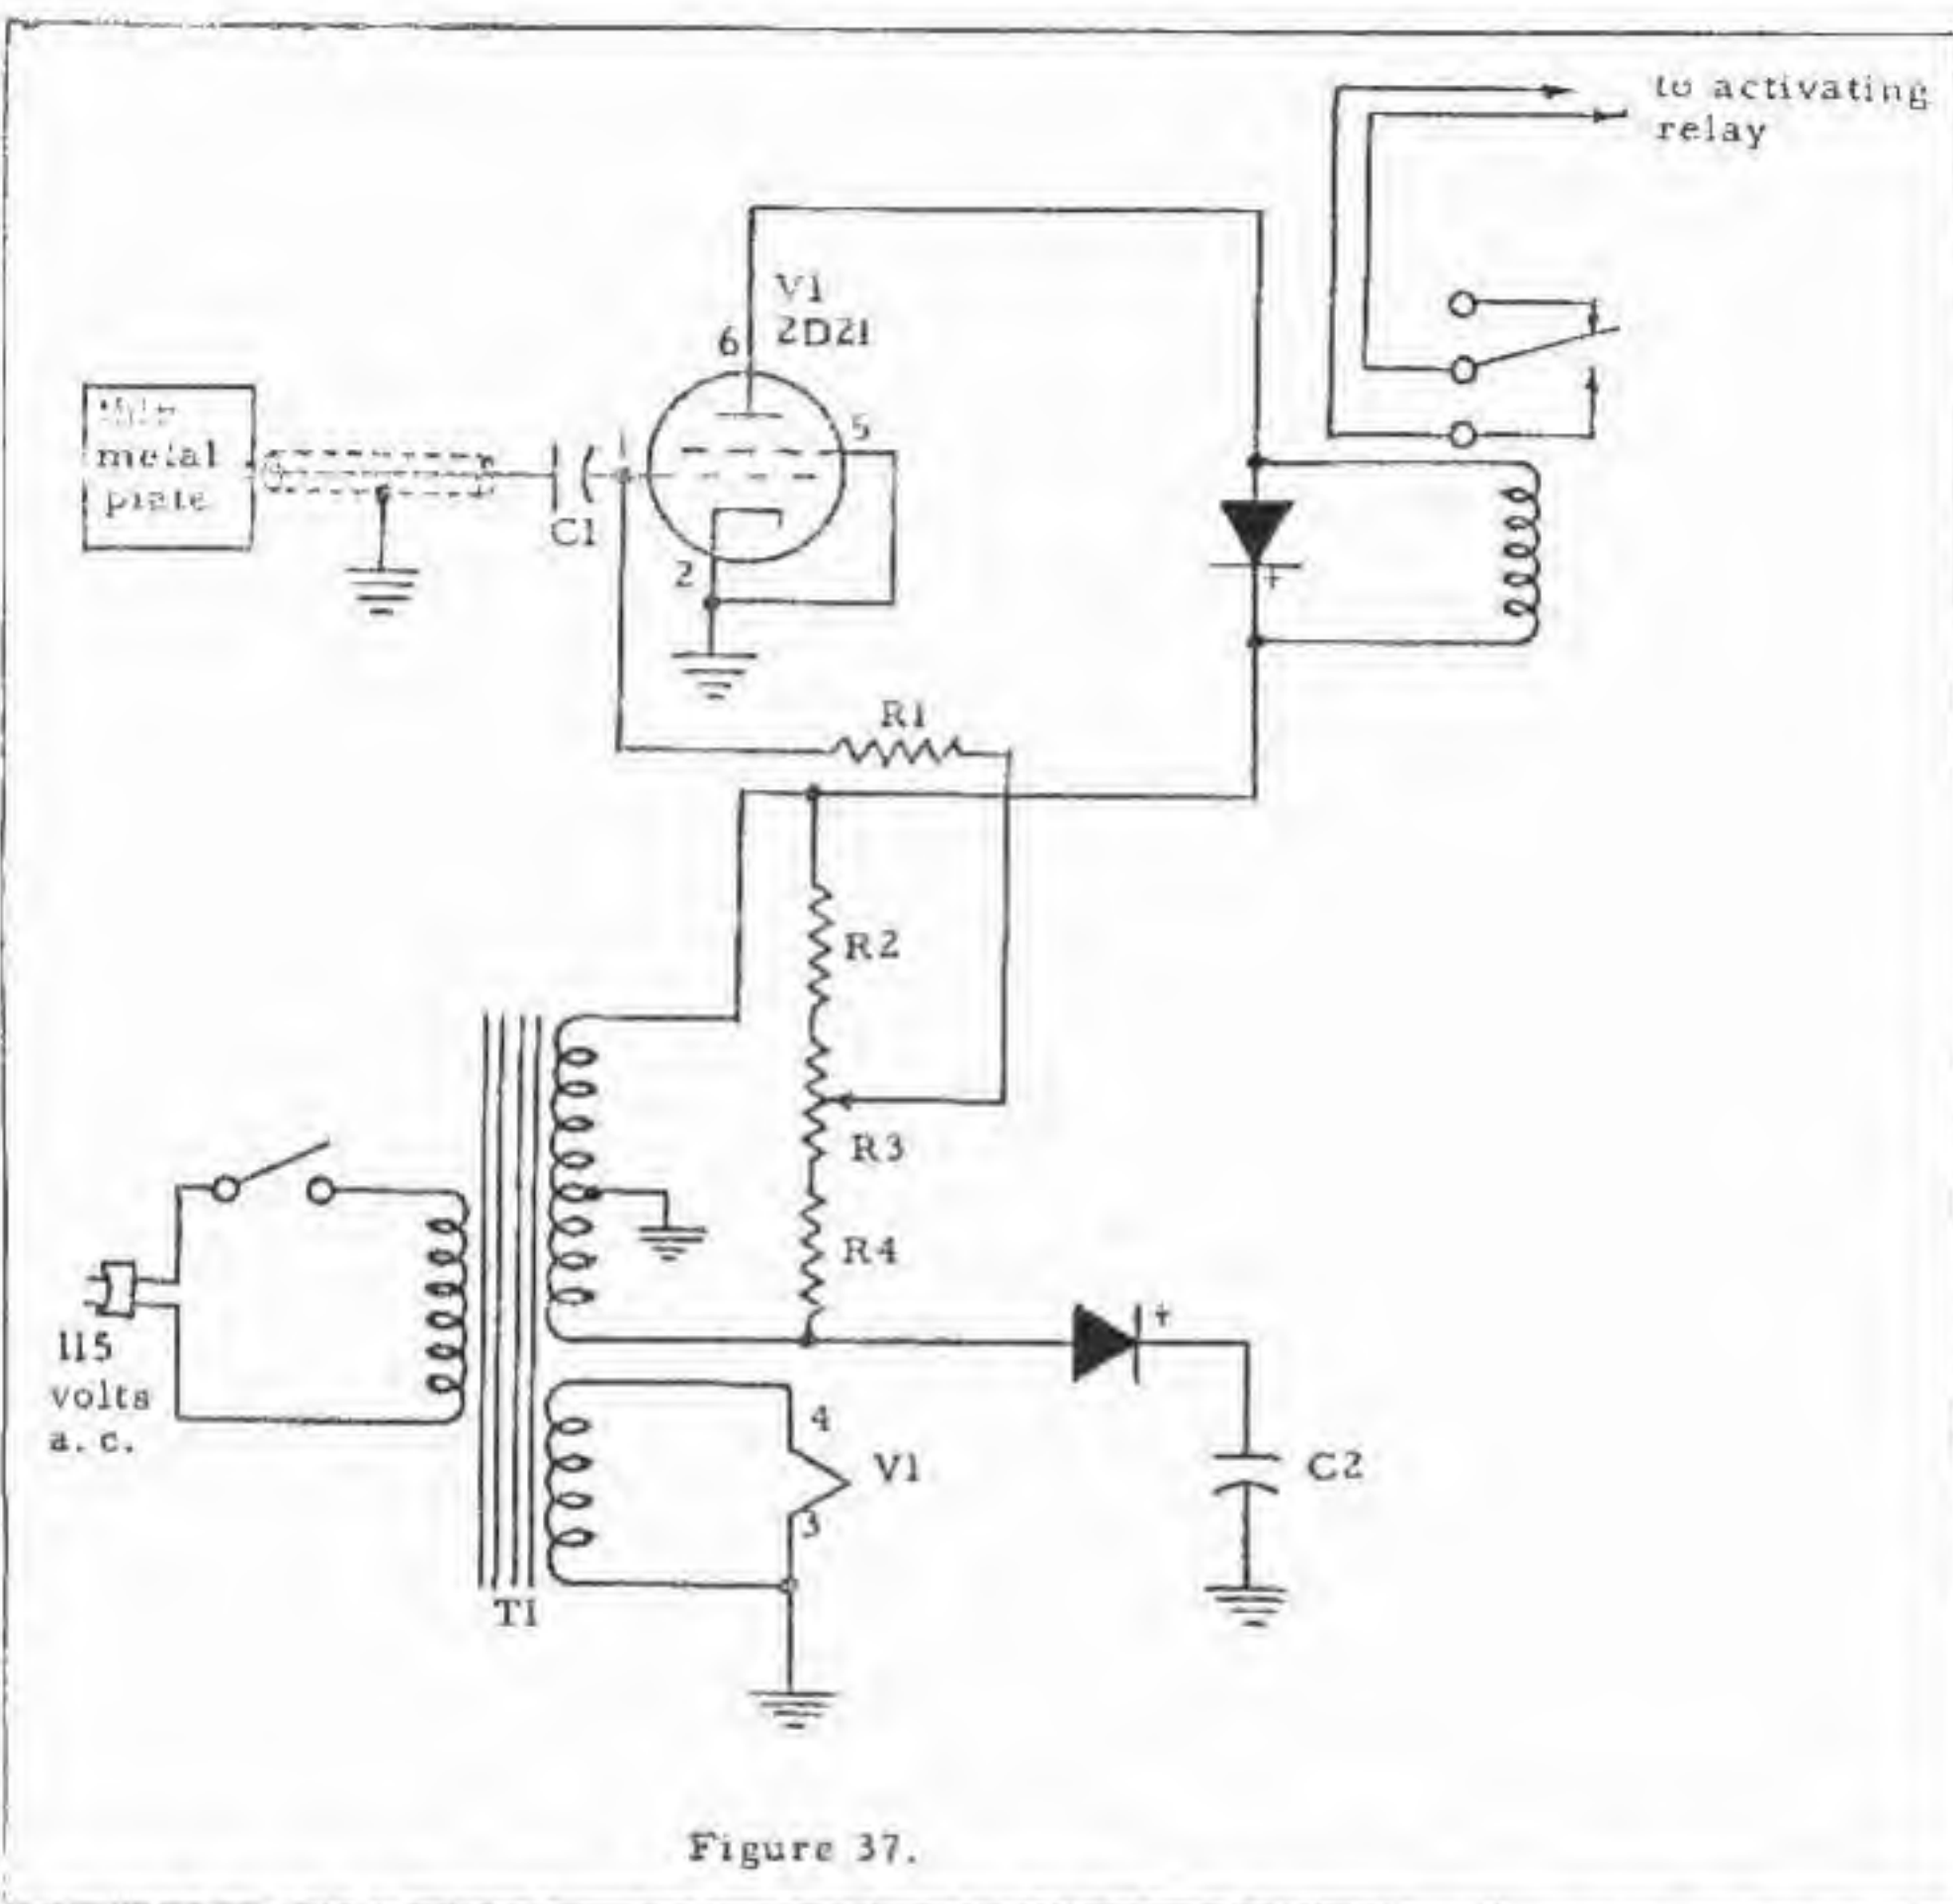 to activating
relay
V1
2D21
6
5
metal
plate
C1
2
+
R1
R2
R3
R4
+
115
volts
a.c.
4
V1
3
C2
T1
Figure 37.